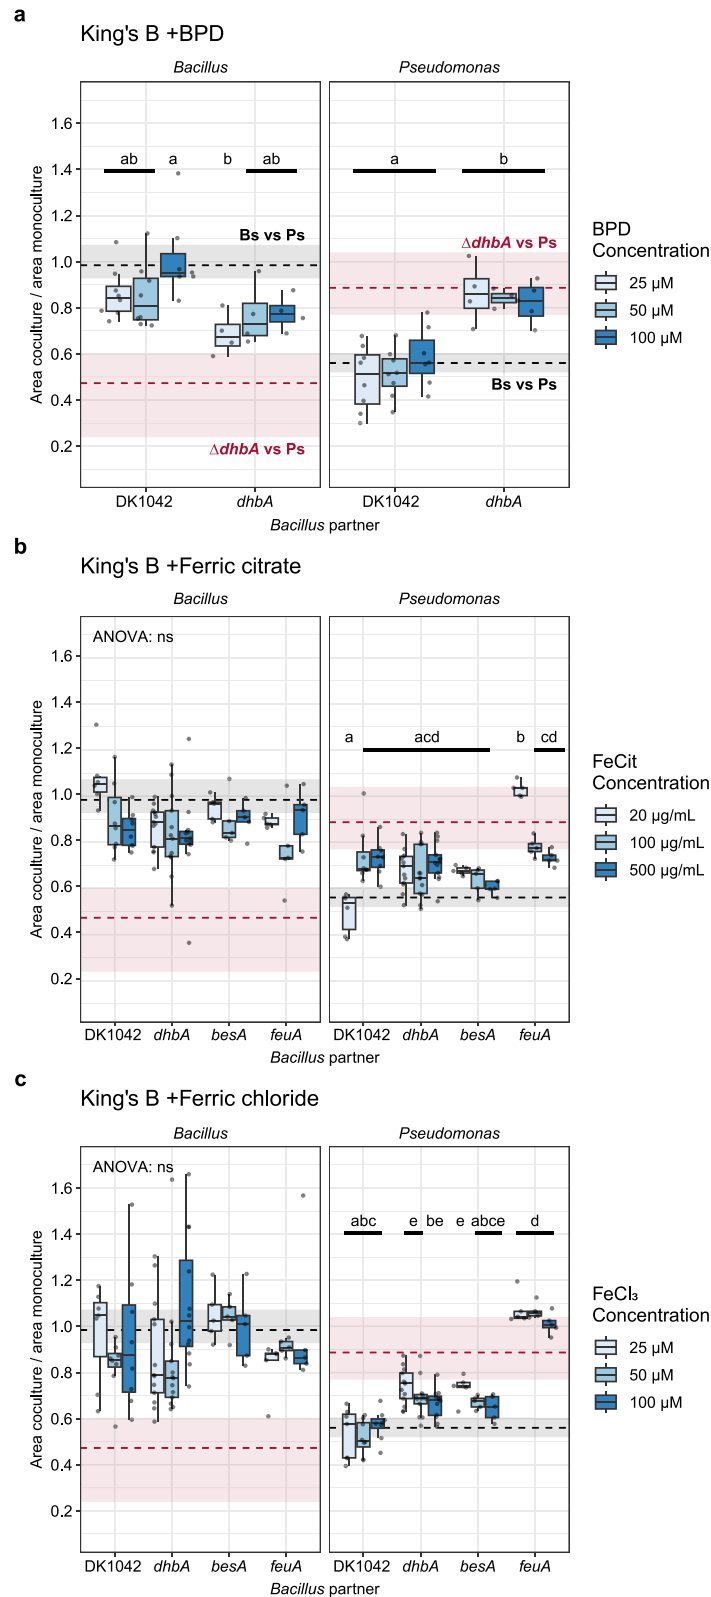 a
King's B +BPD
Bacillus
Pseudomonas
Area coculture / area monoculture
1.6
1.4
1.2
1.0
0.8
0.6
0.4
0.2
ab
a
b
ab
Bs vs Ps
ΔdhbA vs Ps
a
b
ΔdhbA vs Ps
Bs vs Ps
DK1042
dhbA
DK1042
dhbA
Bacillus partner
BPD
Concentration
25 µM
50 µM
100 µM
b
King's B +Ferric citrate
Bacillus
Pseudomonas
Area coculture / area monoculture
1.6
1.4
1.2
1.0
0.8
0.6
0.4
0.2
ANOVA: ns
a
acd
b
cd
DK1042
dhbA
besA
feuA
DK1042
dhbA
besA
feuA
Bacillus partner
FeCit
Concentration
20 µg/mL
100 µg/mL
500 µg/mL
c
King's B +Ferric chloride
Bacillus
Pseudomonas
Area coculture / area monoculture
1.6
1.4
1.2
1.0
0.8
0.6
0.4
0.2
ANOVA: ns
abc
e
be
e
abce
d
DK1042
dhbA
besA
feuA
DK1042
dhbA
besA
feuA
Bacillus partner
FeCl₃
Concentration
25 µM
50 µM
100 µM